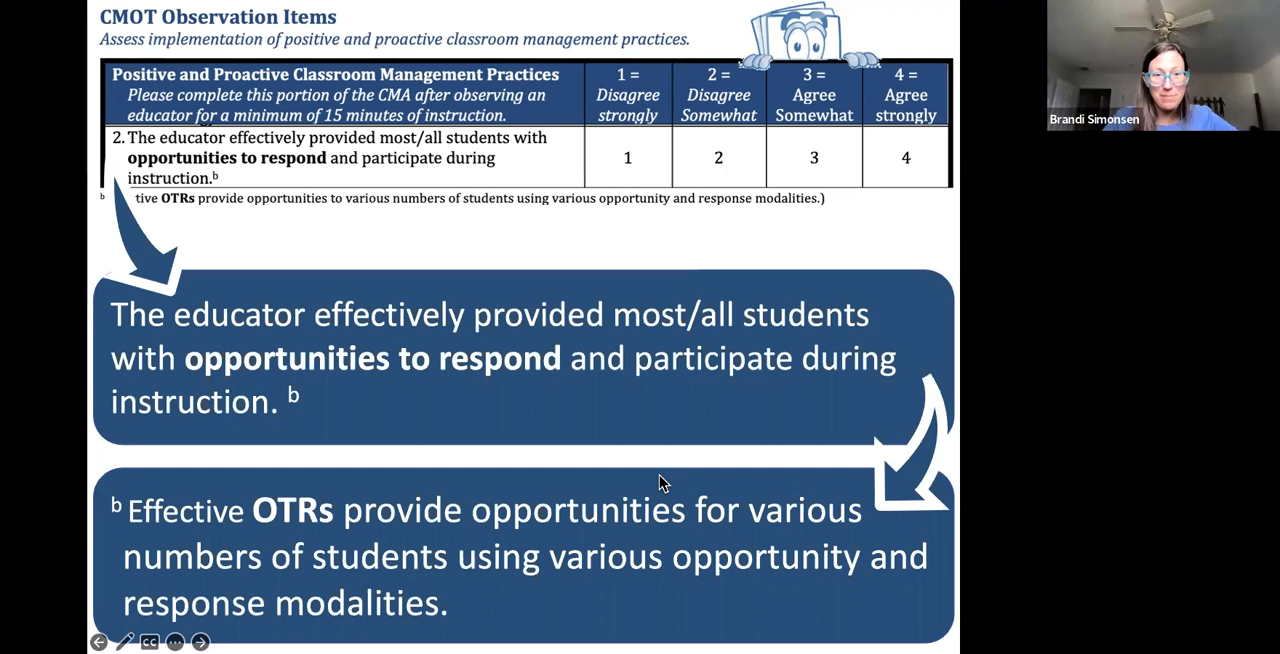 CMOT Observation Items
Assess implementation of positive and proactive classroom management practices.
Positive and Proactive Classroom Management Practices
Please complete this portion of the CMA after observing an
educator for a minimum of 15 minutes of instruction.
1 =
Disagree
strongly
2 =
Disagree
Somewhat
3 =
Agree
Somewhat
4 =
Agree
strongly
2. The educator effectively provided most/all students with
opportunities to respond and participate during
instruction.b
1
2
3
4
b tive OTRs provide opportunities to various numbers of students using various opportunity and response modalities.)
The educator effectively provided most/all students
with opportunities to respond and participate during
instruction. b
b Effective OTRs provide opportunities for various
numbers of students using various opportunity and
response modalities.
CC
Brandi Simonsen